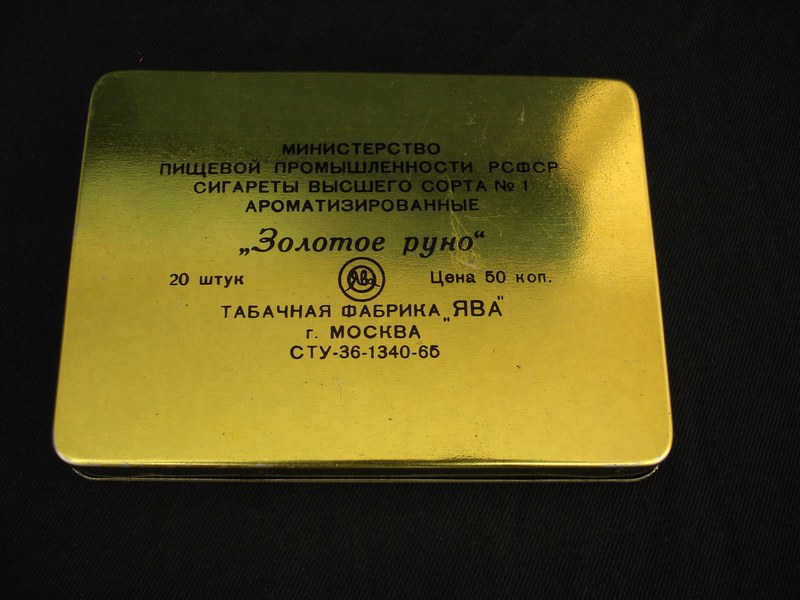 МИНИСТЕРСТВО
ПИЩЕВОЙ ПРОМЫШЛЕННОСТИ РСФСР
СИГАРЕТЫ ВЫСШЕГО СОРТА № 1
АРОМАТИЗИРОВАННЫЕ
„Золотое руно“
20 штук Ява Цена 50 коп.
ТАБАЧНАЯ ФАБРИКА „ЯВА"
г. МОСКВА
СТУ-36-1340-65